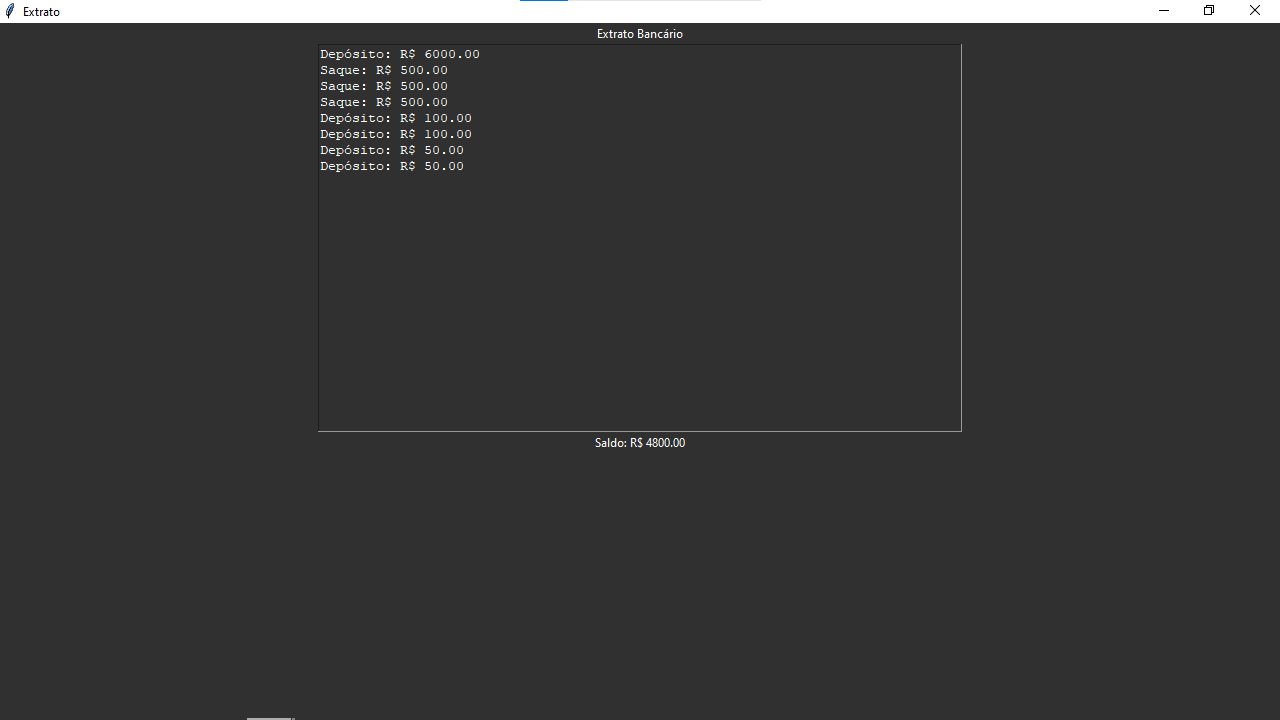 Extrato
Extrato Bancário
Depósito: R$ 6000.00
Saque: R$ 500.00
Saque: R$ 500.00
Saque: R$ 500.00
Depósito: R$ 100.00
Depósito: R$ 100.00
Depósito: R$ 50.00
Depósito: R$ 50.00
Saldo: R$ 4800.00